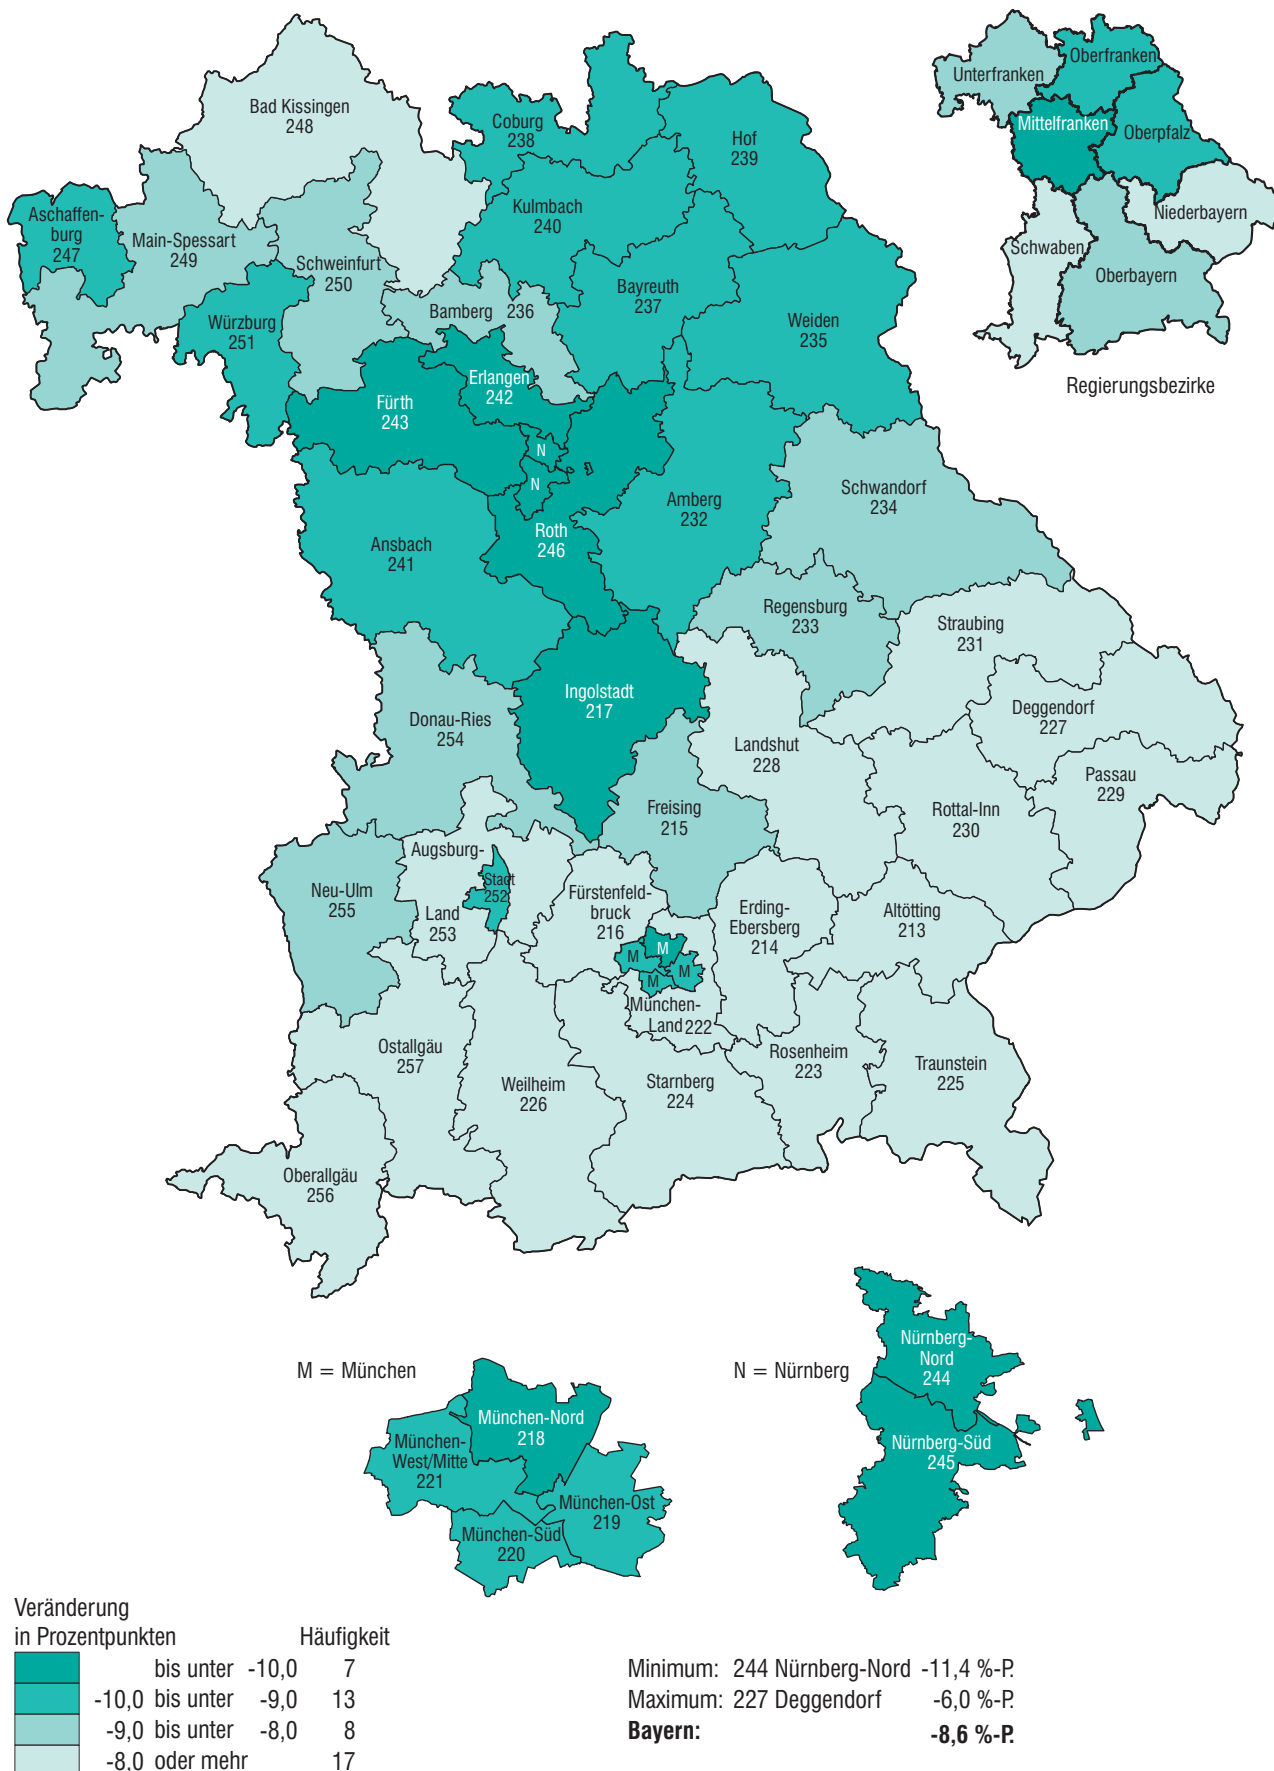 Bad Kissingen
248
Coburg
238
Hof
239
Unterfranken
Oberfranken
Mittelfranken
Oberpfalz
Niederbayern
Schwaben
Oberbayern
Regierungsbezirke
Aschaffen-
burg
247
Main-Spessart
249
Schweinfurt
250
Kulmbach
240
Bayreuth
237
Weiden
235
Würzburg
251
Bamberg 236
Erlangen
242
Fürth
243
N
N
Roth
246
Amberg
232
Schwandorf
234
Ansbach
241
Regensburg
233
Straubing
231
Ingolstadt
217
Donau-Ries
254
Landshut
228
Deggendorf
227
Passau
229
Rottal-Inn
230
Freising
215
Augsburg-
Stadt
252
Land
253
Neu-Ulm
255
Fürstenfeld-
bruck
216
Erding-
Ebersberg
214
Altötting
213
M
M
M
M
München-
Land 222
Ostallgäu
257
Weilheim
226
Starnberg
224
Rosenheim
223
Traunstein
225
Oberallgäu
256
M = München
München-Nord
218
München-
West/Mitte
221
München-Ost
219
München-Süd
220
N = Nürnberg
Nürnberg-
Nord
244
Nürnberg-Süd
245
Veränderung
in Prozentpunkten Häufigkeit
bis unter -10,0 7
-10,0 bis unter -9,0 13
-9,0 bis unter -8,0 8
-8,0 oder mehr 17
Minimum: 244 Nürnberg-Nord -11,4 %-P.
Maximum: 227 Deggendorf -6,0 %-P.
Bayern: -8,6 %-P.